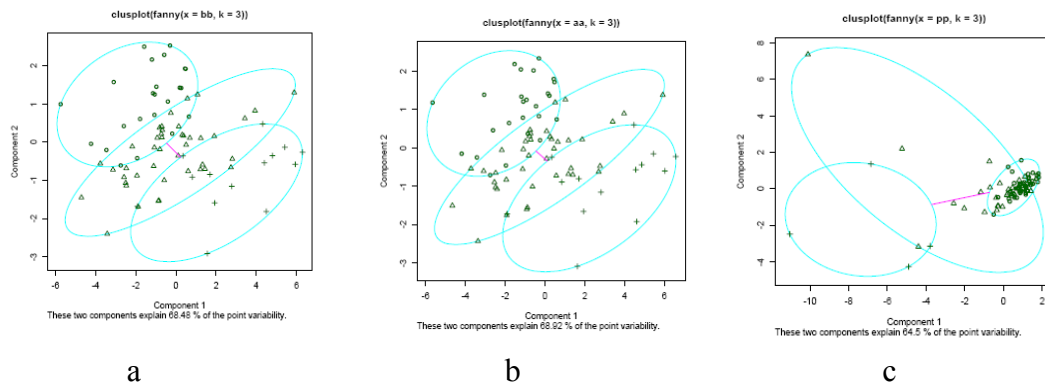 clusplot(fanny(x = bb, k = 3))
Component 2
3
2
1
0
-1
-2
-3
-6
-4
-2
0
2
4
6
Component 1
These two components explain 68.48 % of the point variability.
a
clusplot(fanny(x = aa, k = 3))
Component 2
2
1
0
-1
-2
-3
-6
-4
-2
0
2
4
6
Component 1
These two components explain 68.92 % of the point variability.
b
clusplot(fanny(x = pp, k = 3))
Component 2
8
6
4
2
0
-2
-4
-10
-8
-6
-4
-2
0
2
Component 1
These two components explain 64.5 % of the point variability.
c